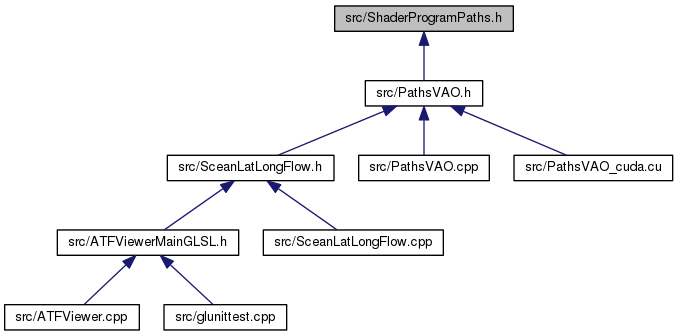 src/ShaderProgramPaths.h
src/PathsVAO.h
src/SceanLatLongFlow.h
src/PathsVAO.cpp
src/PathsVAO_cuda.cu
src/ATFViewerMainGLSL.h
src/SceanLatLongFlow.cpp
src/ATFViewer.cpp
src/glunittest.cpp